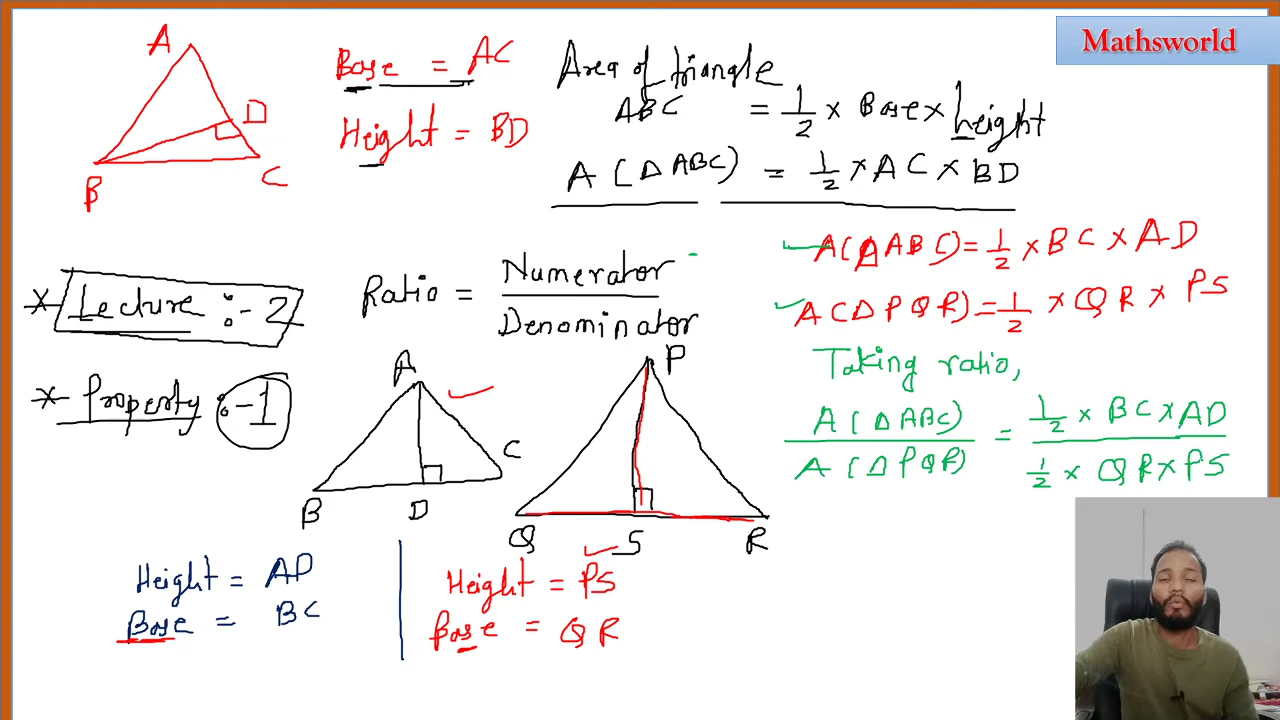 Mathsworld
A
D
B
C
Base = AC
Height = BD
Area of triangle
ABC = 1/2 × Base × height
A (Δ ABC) = 1/2 × AC × BD
A(Δ ABC) = 1/2 × BC × AD
A(Δ PQR) = 1/2 × QR × PS
* Lecture :- 2
Ratio = Numerator / Denominator
* Property :- 1
A
B
D
C
P
Q
S
R
Taking ratio,
A (Δ ABC) / A (Δ PQR) = 1/2 × BC × AD / 1/2 × QR × PS
Height = AD
Base = BC
Height = PS
Base = QR